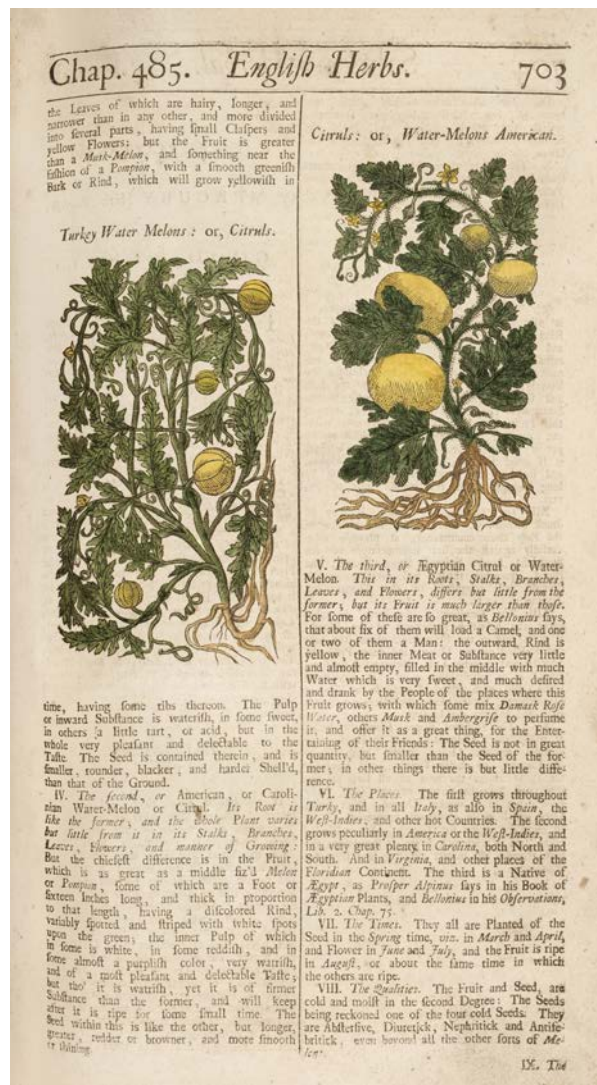 Chap. 485. Engliſh Herbs. 703
the Leaves of which are hairy, longer, and
narrower than in any other, and more divided
into ſeveral parts, having ſmall Claſpers and
yellow Flowers: but the Fruit is greater
than a Musk-Melon, and ſomething near the
faſhion of a Pompion, with a ſmooth greeniſh
Bark or Rind, which will grow yellowiſh in
Turkey Water Melons: or, Citruls.
time, having ſome ribs thereon. The Pulp
or inward Subſtance is wateriſh, in ſome ſweet,
in others a little tart, or acid, but in the
whole very pleaſant and delectable to the
Taſte. The Seed is contained therein, and is
ſmaller, rounder, blacker, and harder Shell'd,
than that of the Ground.
IV. The ſecond, or American, or Caroli-
nian Water-Melon or Citrul. Its Root is
like the former, and the whole Plant varies
but little from it in its Stalks, Branches,
Leaves, Flowers, and manner of Growing:
But the chiefeſt difference is in the Fruit,
which is as great as a middle ſiz'd Melon
or Pompion, ſome of which are a Foot or
ſixteen Inches long, and thick in proportion
to that length, having a diſcolored Rind,
variably ſpotted and ſtriped with white ſpots
upon the green; the inner Pulp of which
in ſome is white, in ſome reddiſh, and in
ſome almoſt a purpliſh color, very watriſh,
and of a moſt pleaſant and delectable Taſte;
but tho' it is watriſh, yet it is of firmer
Subſtance than the former, and will keep
after it is ripe for ſome ſmall time. The
Seed within this is like the other, but longer,
greater, redder or browner, and more ſmooth
or ſhining.
Citruls: or, Water-Melons American.
V. The third, or Ægyptian Citrul or Water-
Melon. This in its Roots, Stalks, Branches,
Leaves, and Flowers, differs but little from the
former; but its Fruit is much larger than thoſe.
For ſome of theſe are ſo great, as Bellonius ſays,
that about ſix of them will load a Camel, and one
or two of them a Man: the outward Rind is
yellow, the inner Meat or Subſtance very little
and almoſt empty, filled in the middle with much
Water which is very ſweet, and much deſired
and drank by the People of the places where this
Fruit grows; with which ſome mix Damask Roſe
Water, others Musk and Ambergriſe to perfume
it, and offer it as a great thing, for the Enter-
taining of their Friends: The Seed is not in great
quantity, but ſmaller than the Seed of the for-
mer; in other things there is but little diffe-
rence.
VI. The Places. The firſt grows throughout
Turky, and in all Italy, as alſo in Spain, the
Weſt-Indies, and other hot Countries. The ſecond
grows peculiarly in America or the Weſt-Indies, and
in a very great plenty in Carolina, both North and
South. And in Virginia, and other places of the
Floridian Continent. The third is a Native of
Ægypt, as Proſper Alpinus ſays in his Book of
Ægyptian Plants, and Bellonius in his Obſervations,
Lib. 2. Chap. 75.
VII. The Times. They all are Planted of the
Seed in the Spring time, viz. in March and April,
and Flower in June and July, and the Fruit is ripe
in Auguſt, or about the ſame time in which
the others are ripe.
VIII. The Qualities. The Fruit and Seed, are
cold and moiſt in the ſecond Degree: The Seeds
being reckoned one of the four cold Seeds. They
are Abſterſive, Diuretick, Nephritick and Antife-
britick, even beyond all the other ſorts of Me-
lons.
IX. The